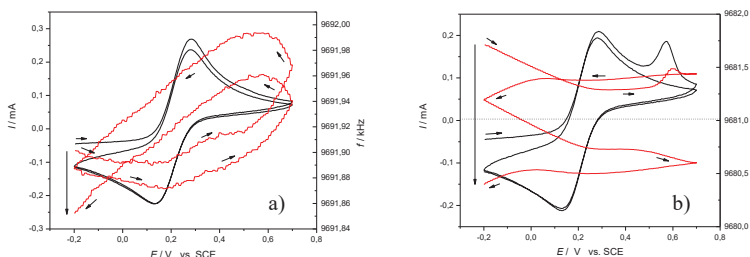 0,3
0,2
0,1
0,0
-0,1
-0,2
-0,3
I / mA
-0,2 0,0 0,2 0,4 0,6 0,8
E / V vs. SCE
9692,00
9691,98
9691,96
9691,94
9691,92
9691,90
9691,88
9691,86
9691,84
f / kHz
a)
0,2
0,1
0,0
-0,1
-0,2
I / mA
-0,2 0,0 0,2 0,4 0,6 0,8
E / V vs. SCE
9682,0
9681,5
9681,0
9680,5
9680,0
f / kHz
b)